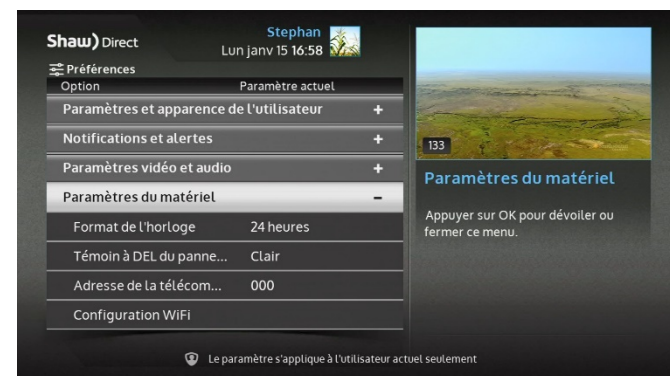 Shaw) Direct
Stephan
Lun janv 15 16:58
Préférences
Option Paramètre actuel
Paramètres et apparence de l'utilisateur +
Notifications et alertes +
Paramètres vidéo et audio +
Paramètres du matériel –
Format de l'horloge 24 heures
Témoin à DEL du panne... Clair
Adresse de la télécom... 000
Configuration WiFi
133
Paramètres du matériel
Appuyer sur OK pour dévoiler ou
fermer ce menu.
Le paramètre s'applique à l'utilisateur actuel seulement